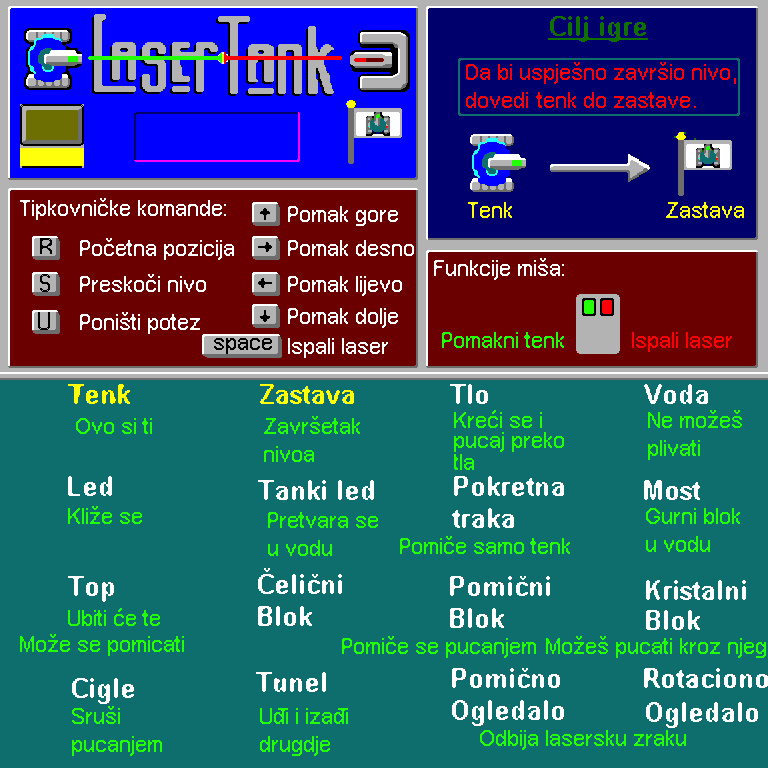 LaserTank
Cilj igre
Da bi uspješno završio nivo,
dovedi tenk do zastave.
Tenk
Zastava
Tipkovničke komande:
R Početna pozicija
S Preskoči nivo
U Poništi potez
Pomak gore
Pomak desno
Pomak lijevo
Pomak dolje
space Ispali laser
Funkcije miša:
Pomakni tenk
Ispali laser
Tenk
Ovo si ti
Zastava
Završetak
nivoa
Tlo
Kreći se i
pucaj preko
tla
Voda
Ne možeš
plivati
Led
Kliže se
Tanki led
Pretvara se
u vodu
Pokretna
traka
Pomiče samo tenk
Most
Gurni blok
u vodu
Top
Ubiti će te
Može se pomicati
Čelični
Blok
Pomični
Blok
Pomiče se pucanjem
Kristalni
Blok
Možeš pucati kroz njeg
Cigle
Sruši
pucanjem
Tunel
Uđi i izađi
drugdje
Pomično
Ogledalo
Rotaciono
Ogledalo
Odbija lasersku zraku